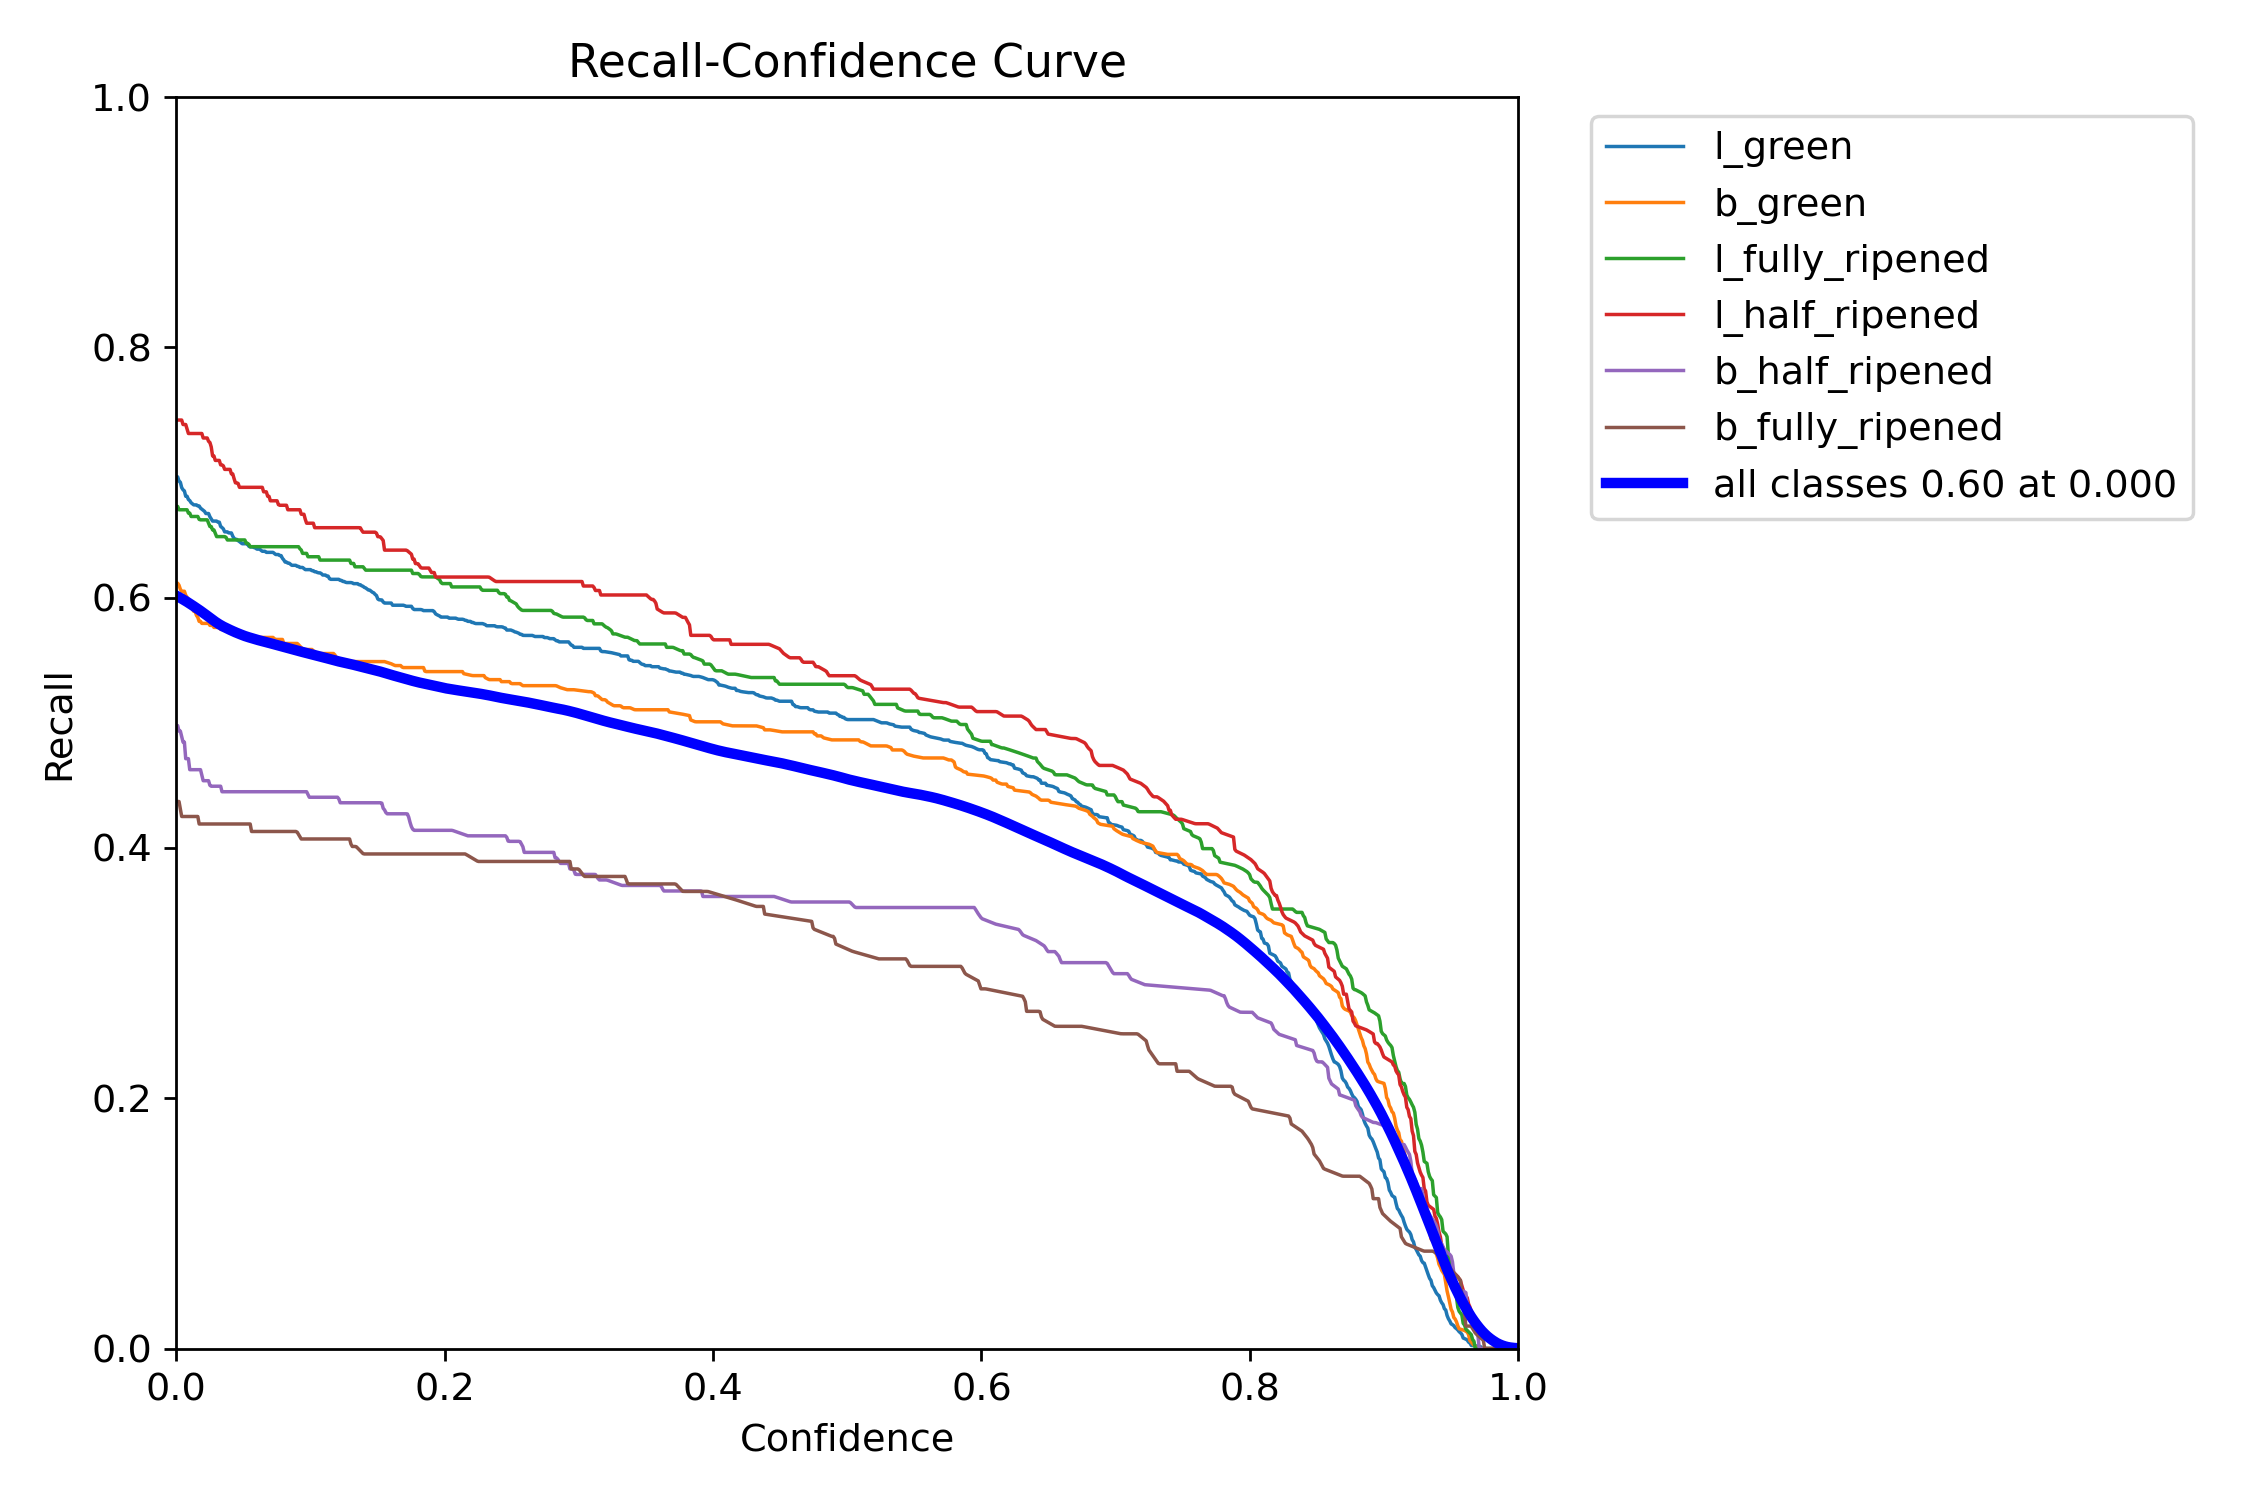 Recall-Confidence Curve
1.0
0.8
0.6
0.4
0.2
0.0
Recall
0.0 0.2 0.4 0.6 0.8 1.0
Confidence
l_green
b_green
l_fully_ripened
l_half_ripened
b_half_ripened
b_fully_ripened
all classes 0.60 at 0.000